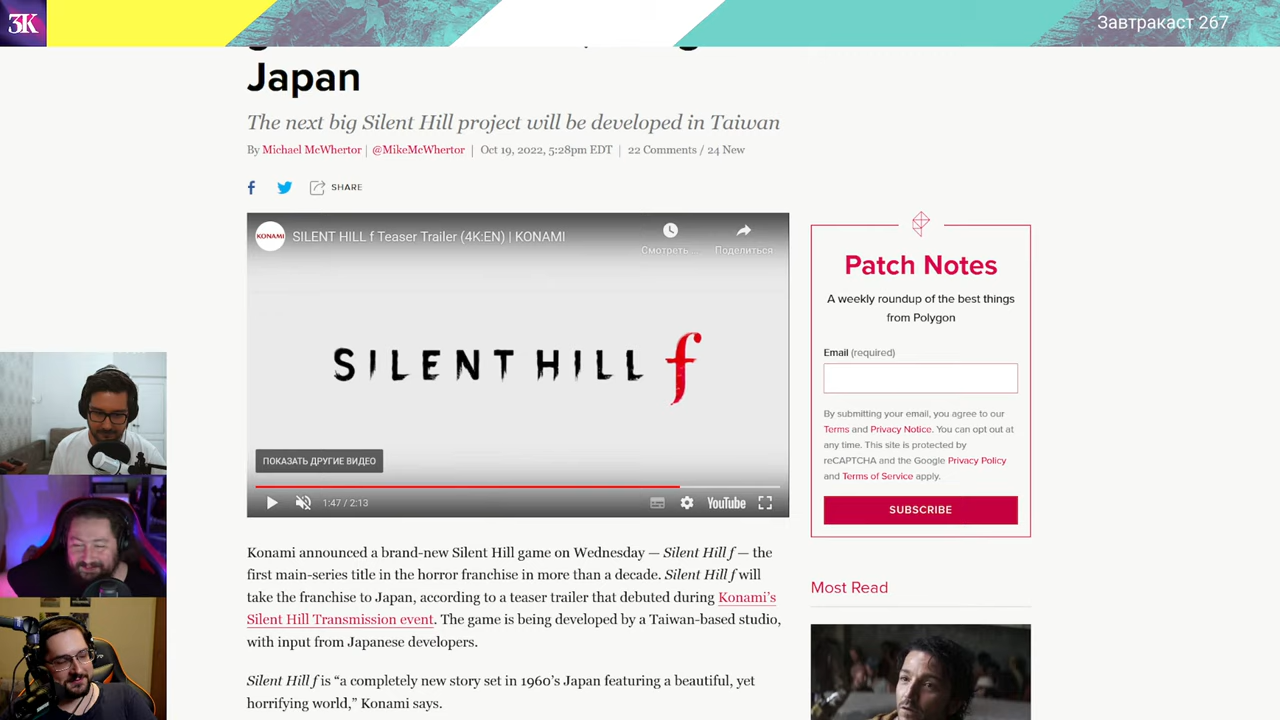 3K
Завтракаст 267
Japan
The next big Silent Hill project will be developed in Taiwan
By Michael McWhertor | @MikeMcWhertor | Oct 19, 2022, 5:28pm EDT | 22 Comments / 24 New
SHARE
KONAMI
SILENT HILL f Teaser Trailer (4K:EN) | KONAMI
Смотреть
Поделиться
SILENT HILL f
ПОКАЗАТЬ ДРУГИЕ ВИДЕО
1:47 / 2:13
YouTube
Konami announced a brand-new Silent Hill game on Wednesday — Silent Hill f — the
first main-series title in the horror franchise in more than a decade. Silent Hill f will
take the franchise to Japan, according to a teaser trailer that debuted during Konami's
Silent Hill Transmission event. The game is being developed by a Taiwan-based studio,
with input from Japanese developers.
Silent Hill f is “a completely new story set in 1960's Japan featuring a beautiful, yet
horrifying world,” Konami says.
Patch Notes
A weekly roundup of the best things
from Polygon
Email (required)
By submitting your email, you agree to our
Terms and Privacy Notice. You can opt out at
any time. This site is protected by
reCAPTCHA and the Google Privacy Policy
and Terms of Service apply.
SUBSCRIBE
Most Read